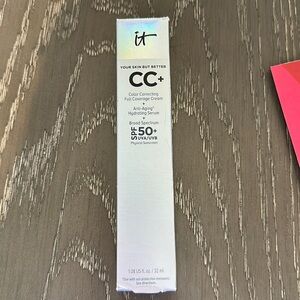 it
YOUR SKIN BUT BETTER
CC+
Color Correcting
Full Coverage Cream
+
Anti-Aging*
Hydrating Serum
+
Broad Spectrum
SPF 50+
UVA/UVB
Physical Sunscreen
1.08 US fl. oz / 32 ml